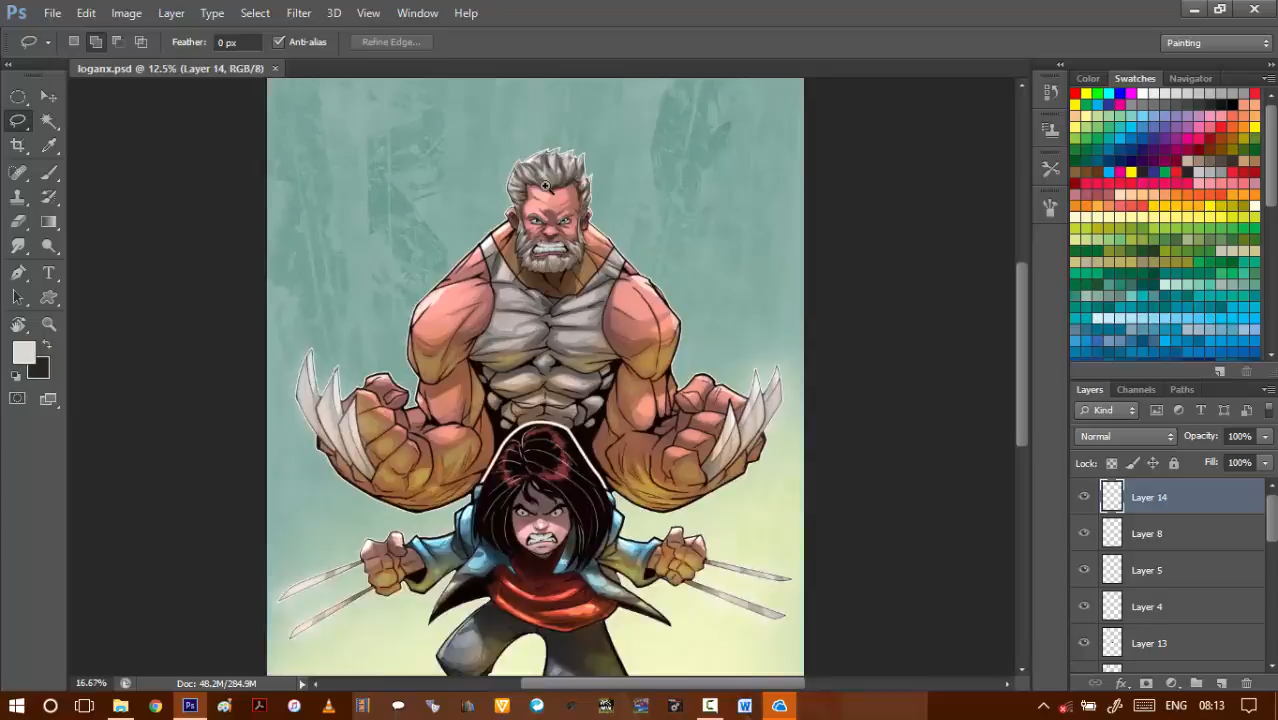 Ps File Edit Image Layer Type Select Filter 3D View Window Help
Feather: 0 px Anti-alias Refine Edge... Painting
loganx.psd @ 12.5% (Layer 14, RGB/8) ×
Color Swatches Navigator
Layers Channels Paths
Kind
Normal Opacity: 100%
Lock: Fill: 100%
Layer 14
Layer 8
Layer 5
Layer 4
Layer 13
16.67% Doc: 48.2M/284.9M
ENG 08:13